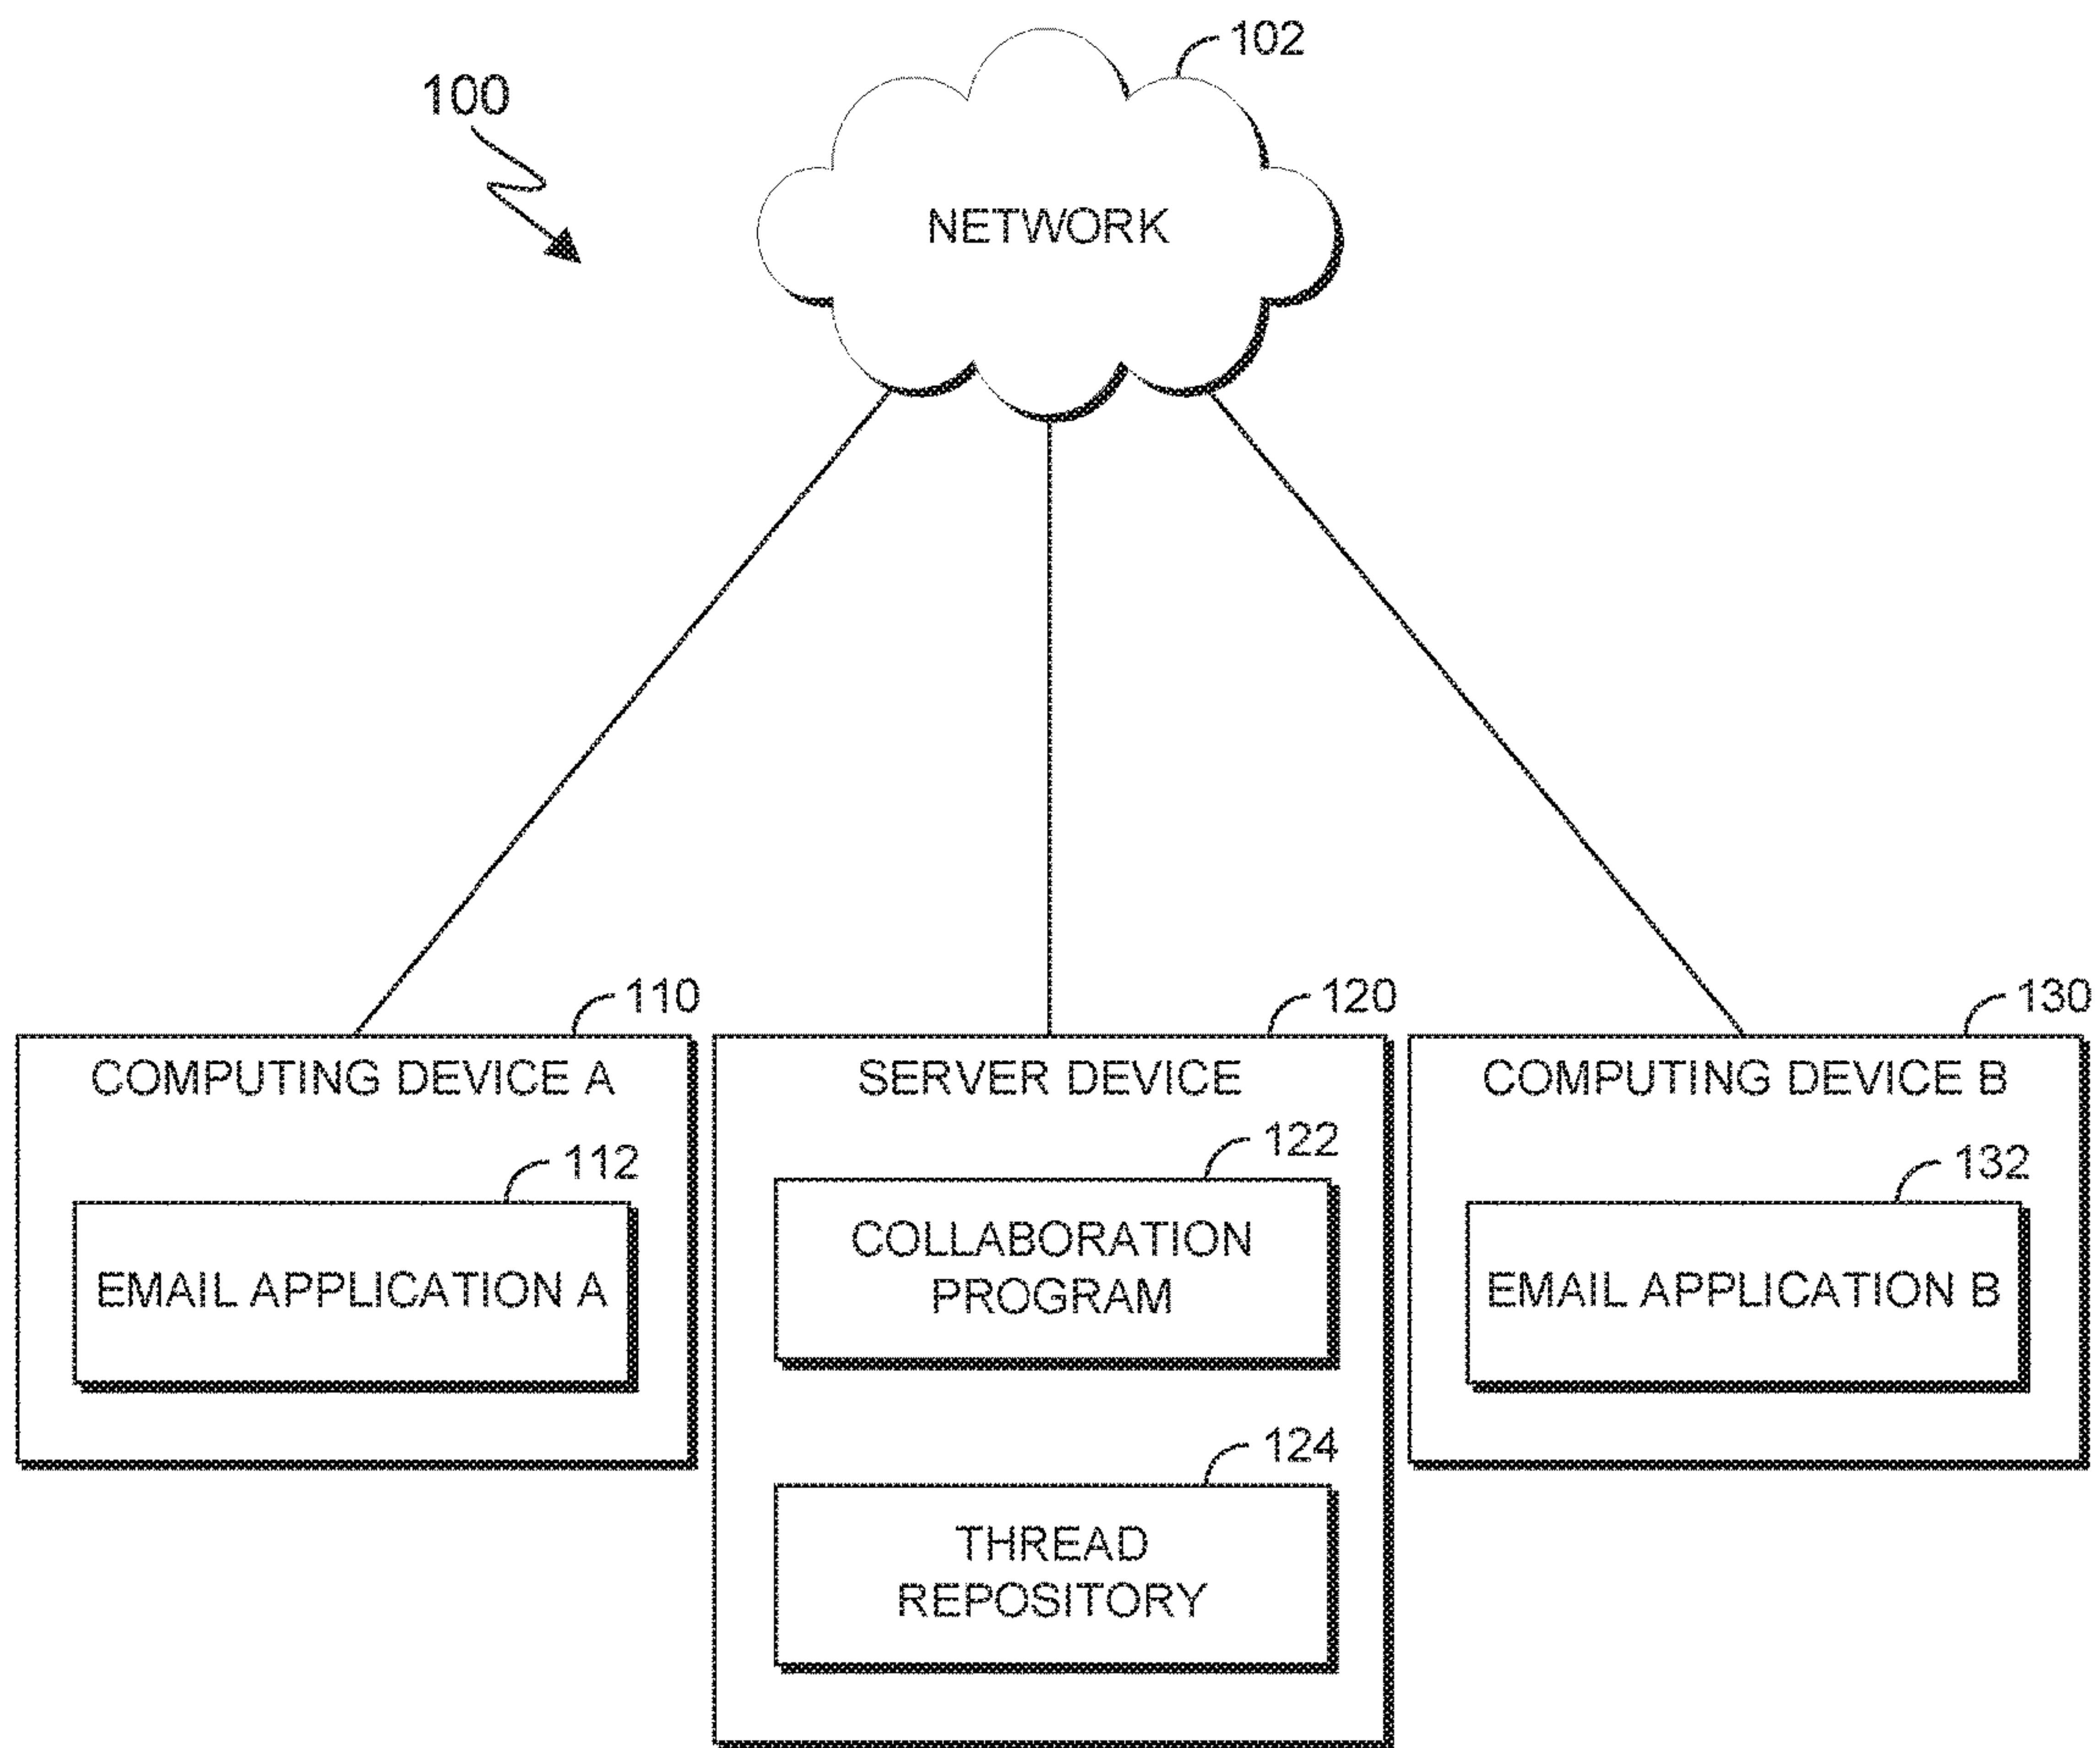 102
100
NETWORK
110
120
130
COMPUTING DEVICE A
SERVER DEVICE
COMPUTING DEVICE B
122
112
132
COLLABORATION
PROGRAM
EMAIL APPLICATION A
EMAIL APPLICATION B
124
THREAD
REPOSITORY